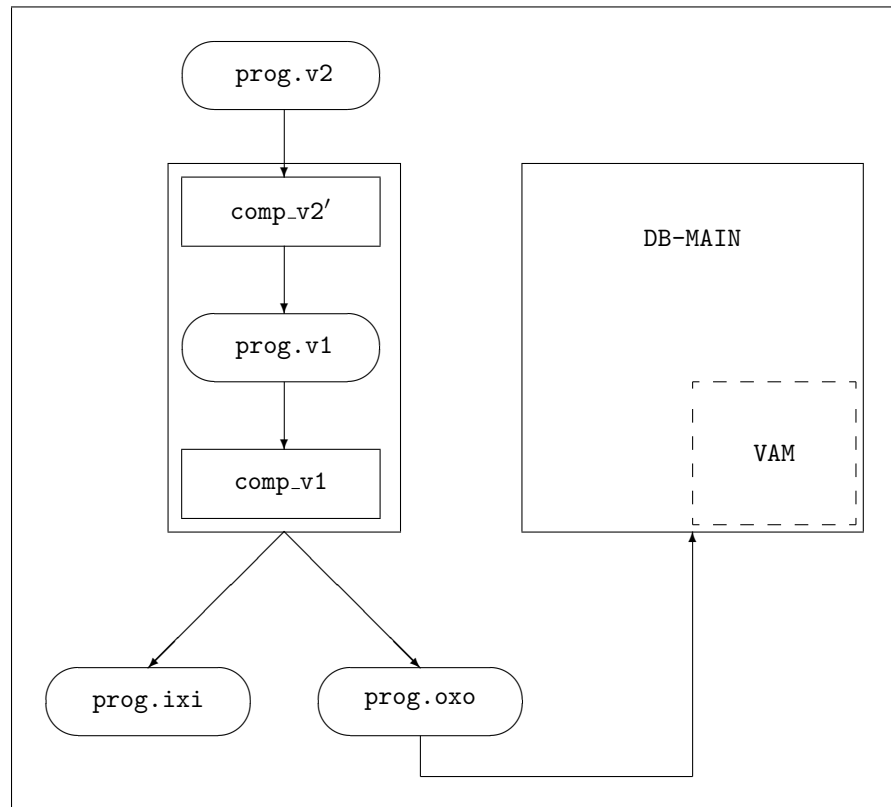 prog.v2
comp_v2′
DB-MAIN
prog.v1
VAM
comp_v1
prog.ixi
prog.oxo